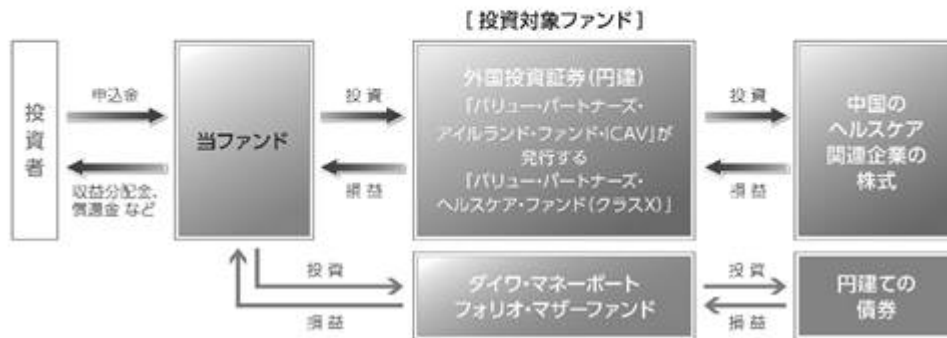 [投資対象ファンド]
投資者
申込金
収益分配金、
償還金 など
当ファンド
投資
損益
外国投資証券(円建)
「バリュー・パートナーズ・
アイルランド・ファンド・ICAV」が
発行する
「バリュー・パートナーズ・
ヘルスケア・ファンド(クラスX)」
投資
損益
中国の
ヘルスケア
関連企業の
株式
投資
損益
ダイワ・マネーポート
フォリオ・マザーファンド
投資
損益
円建ての
債券